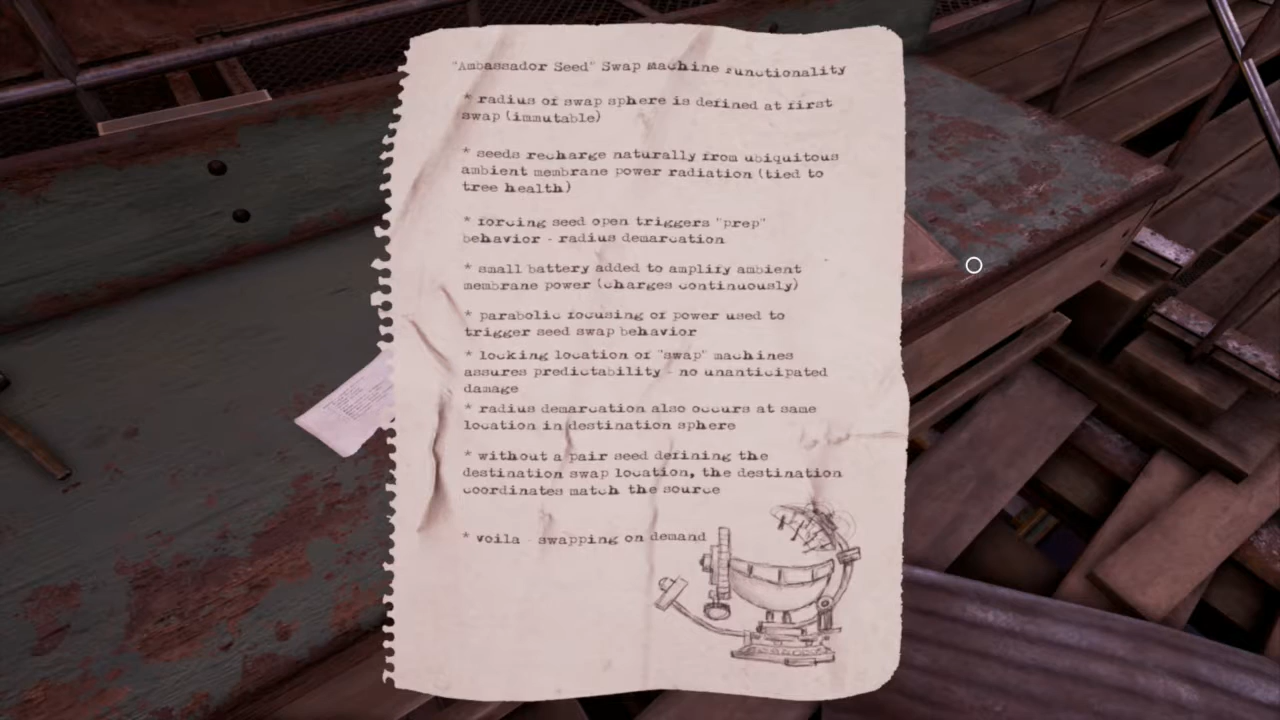 "Ambassador Seed" Swap Machine Functionality
* radius of swap sphere is defined at first
swap (immutable)
* seeds recharge naturally from ubiquitous
ambient membrane power radiation (tied to
tree health)
* forcing seed open triggers "prep"
behavior - radius demarcation
* small battery added to amplify ambient
membrane power (charges continuously)
* parabolic focusing of power used to
trigger seed swap behavior
* locking location of "swap" machines
assures predictability - no unanticipated
damage
* radius demarcation also occurs at same
location in destination sphere
* without a pair seed defining the
destination swap location, the destination
coordinates match the source
* voila - swapping on demand